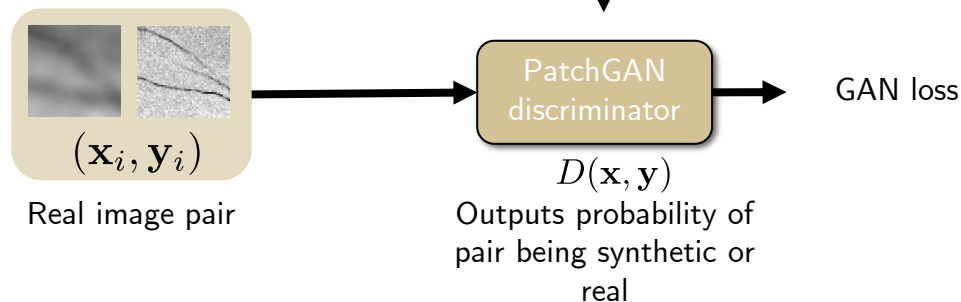 PatchGAN
discriminator
GAN loss
(x_i, y_i)
D(x, y)
Real image pair
Outputs probability of
pair being synthetic or
real